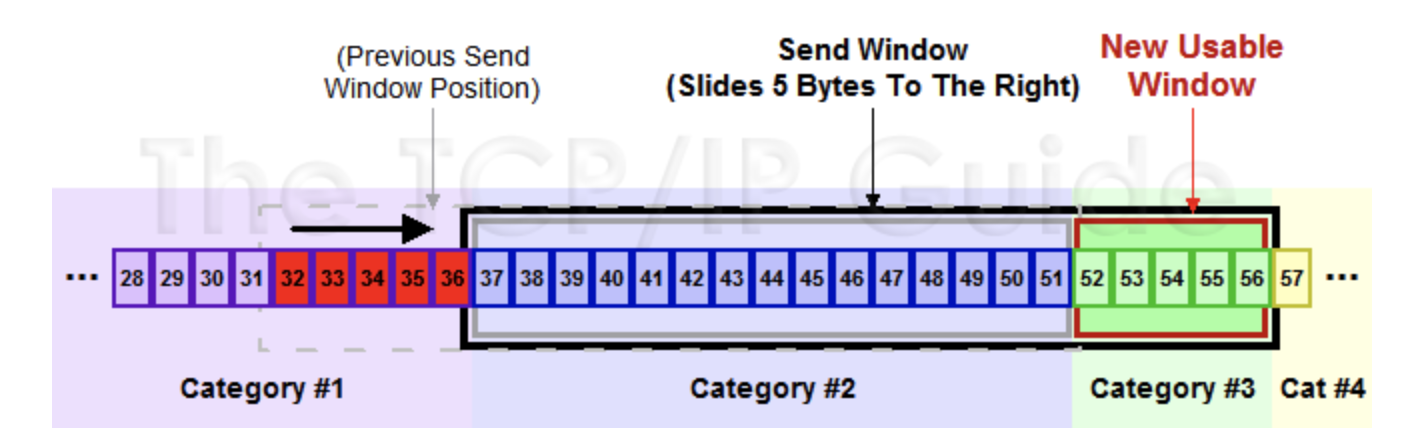 (Previous Send
Window Position)
Send Window
(Slides 5 Bytes To The Right)
New Usable
Window
The TCP/IP Guide
... 28 29 30 31 32 33 34 35 36 37 38 39 40 41 42 43 44 45 46 47 48 49 50 51 52 53 54 55 56 57 ...
Category #1 Category #2 Category #3 Cat #4